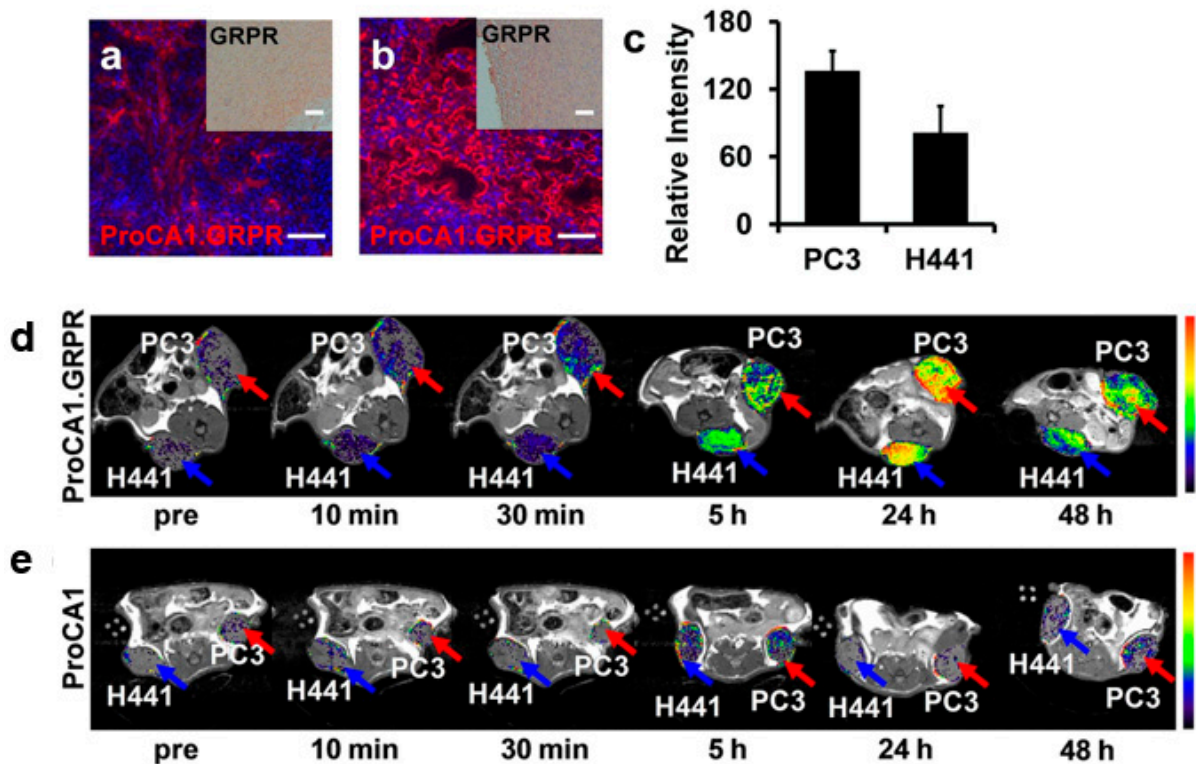 a
GRPR
ProCA1.GRPR
b
GRPR
ProCA1.GRPR
c
Relative Intensity
180
120
60
0
PC3
H441
d
ProCA1.GRPR
PC3
H441
pre
PC3
H441
10 min
PC3
H441
30 min
PC3
H441
5 h
PC3
H441
24 h
PC3
H441
48 h
e
ProCA1
PC3
H441
pre
PC3
H441
10 min
PC3
H441
30 min
H441
PC3
5 h
H441
PC3
24 h
H441
PC3
48 h